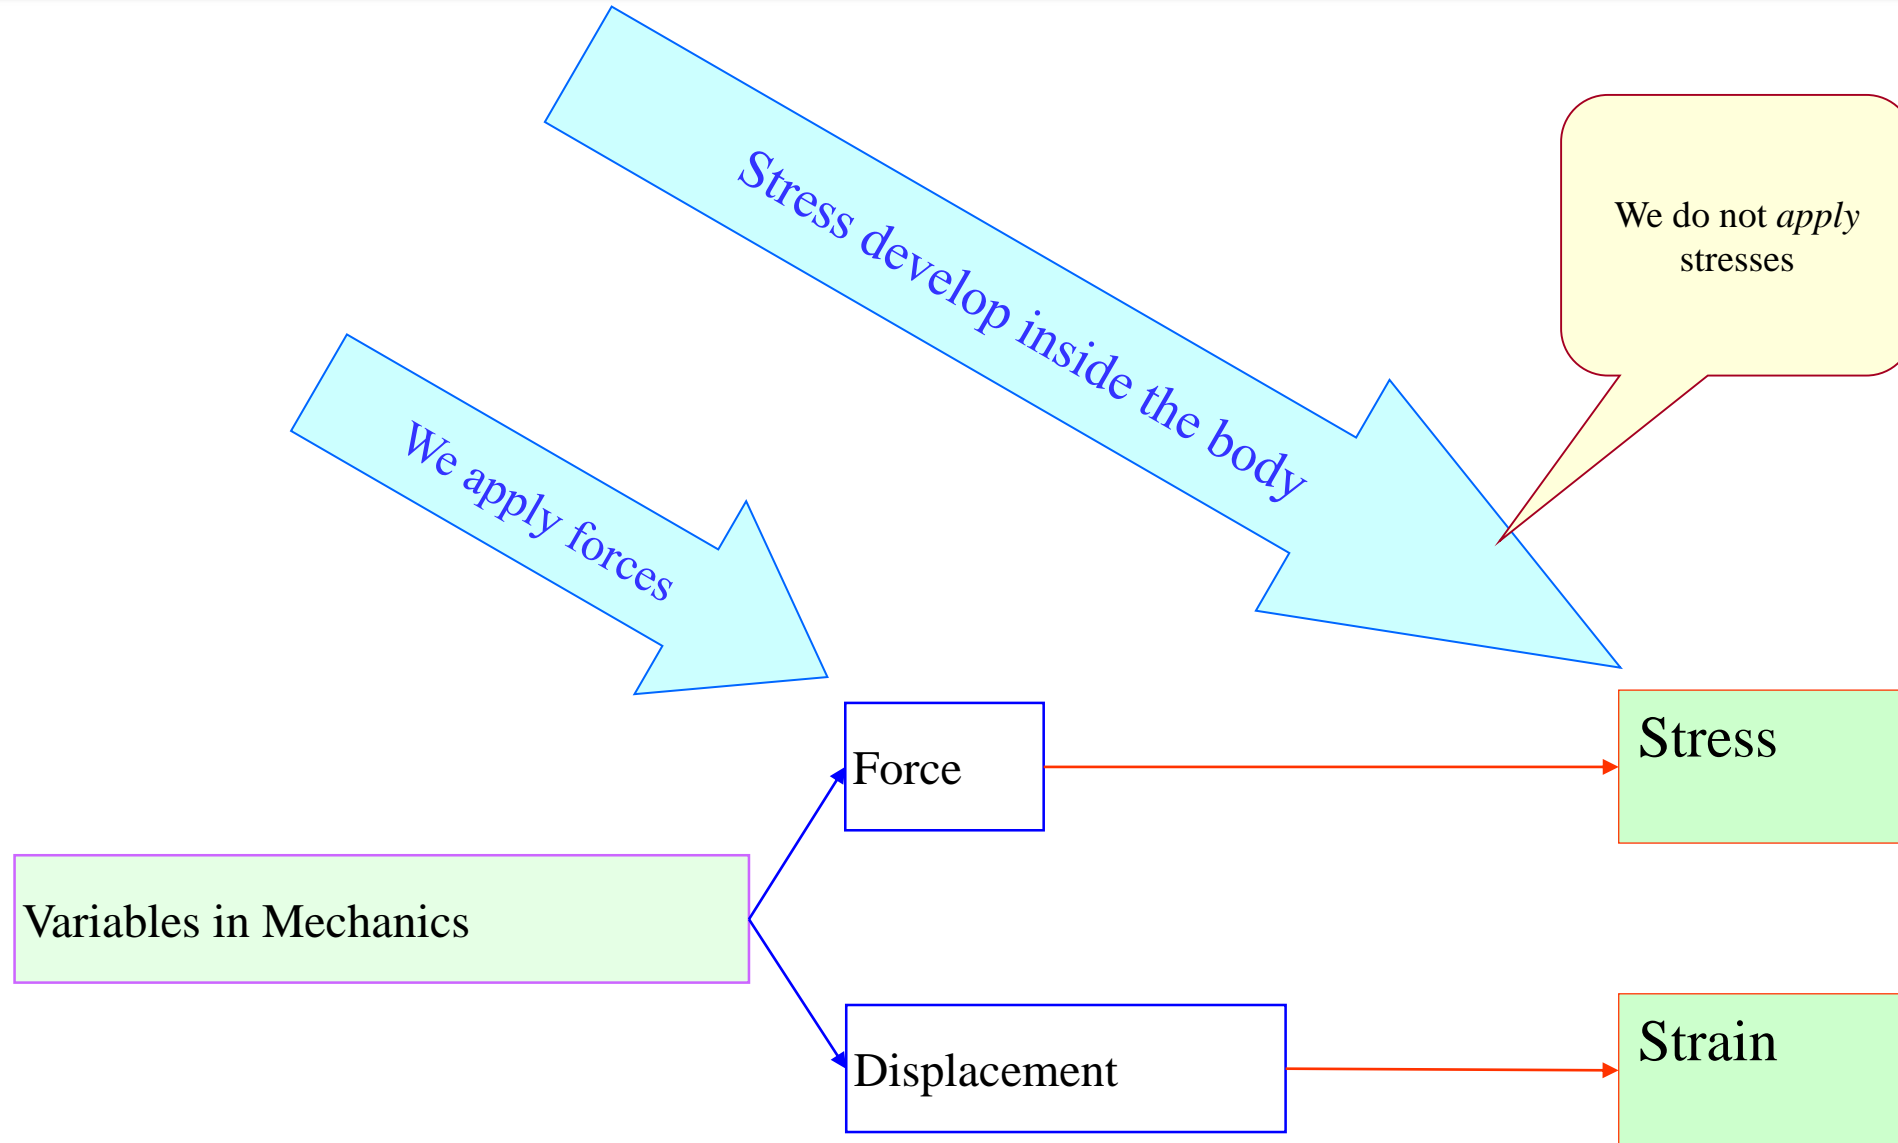 Stress develop inside the body
We do not apply
stresses
We apply forces
Stress
Force
Variables in Mechanics
Strain
Displacement